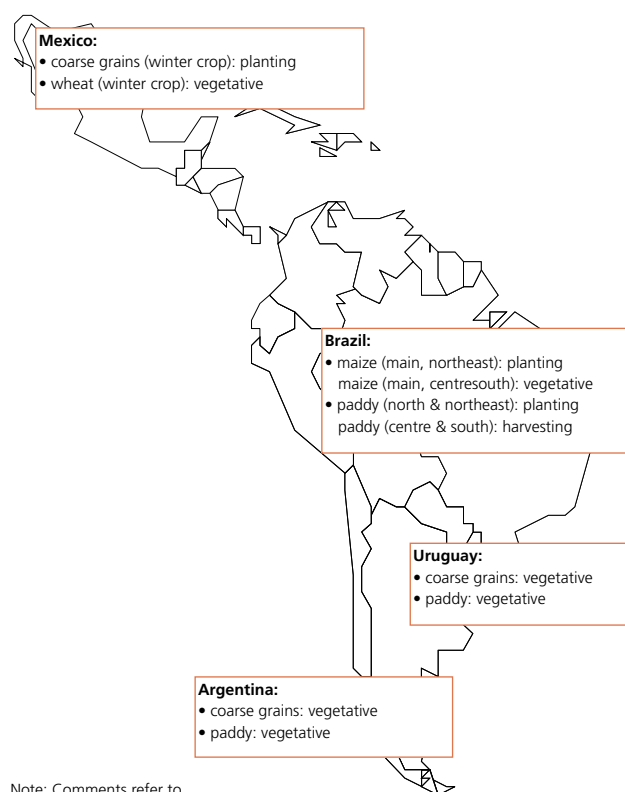 Mexico:
• coarse grains (winter crop): planting
• wheat (winter crop): vegetative
Brazil:
• maize (main, northeast): planting
maize (main, centresouth): vegetative
• paddy (north & northeast): planting
paddy (centre & south): harvesting
Uruguay:
• coarse grains: vegetative
• paddy: vegetative
Argentina:
• coarse grains: vegetative
• paddy: vegetative
Note: Comments refer to